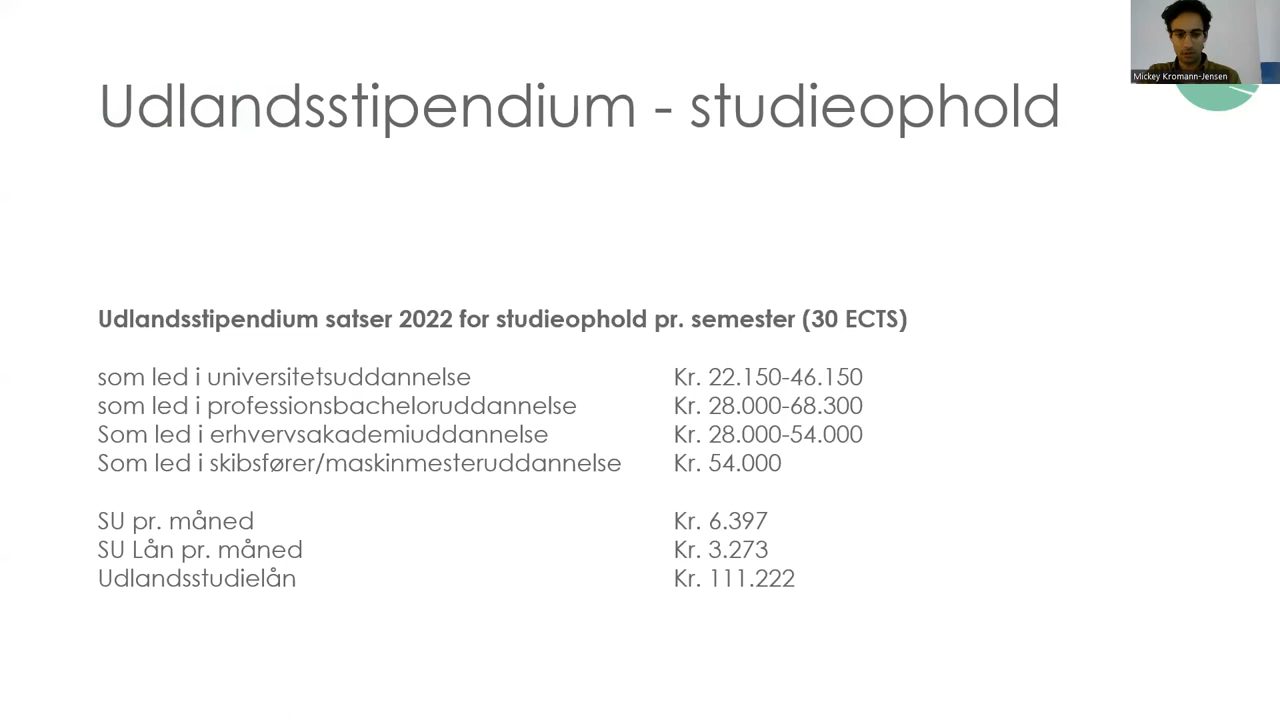 Mickey Kromann-Jensen
Udlandsstipendium - studieophold
Udlandsstipendium satser 2022 for studieophold pr. semester (30 ECTS)
som led i universitetsuddannelse Kr. 22.150-46.150
som led i professionsbacheloruddannelse Kr. 28.000-68.300
Som led i erhvervsakademiuddannelse Kr. 28.000-54.000
Som led i skibsfører/maskinmesteruddannelse Kr. 54.000
SU pr. måned Kr. 6.397
SU Lån pr. måned Kr. 3.273
Udlandsstudielån Kr. 111.222